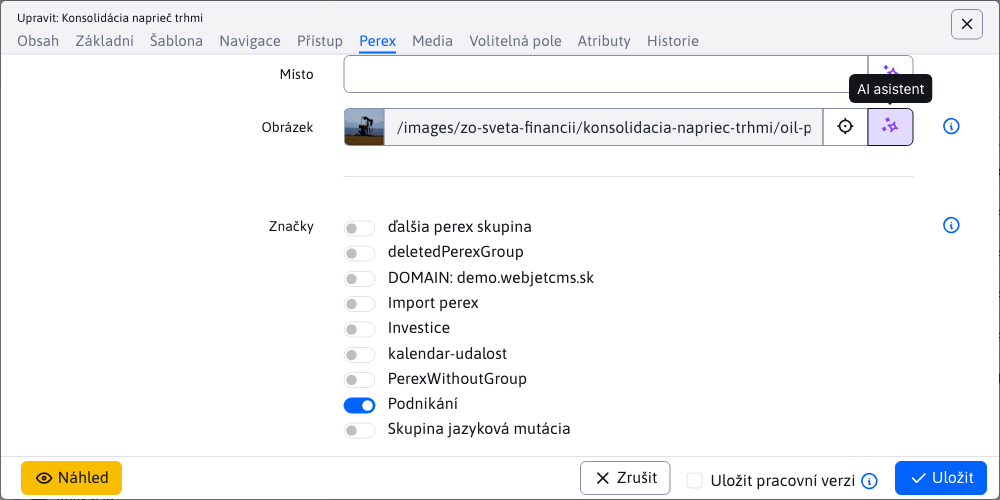 Upravit: Konsolidácia naprieč trhmi
Obsah Základní Šablona Navigace Přístup Perex Media Volitelná pole Atributy Historie
Místo
AI asistent
Obrázek /images/zo-sveta-financii/konsolidacia-napriec-trhmi/oil-p
Značky
ďalšia perex skupina
deletedPerexGroup
DOMAIN: demo.webjetcms.sk
Import perex
Investice
kalendar-udalost
PerexWithoutGroup
Podnikání
Skupina jazyková mutácia
Náhled Zrušit Uložit pracovní verzi Uložit